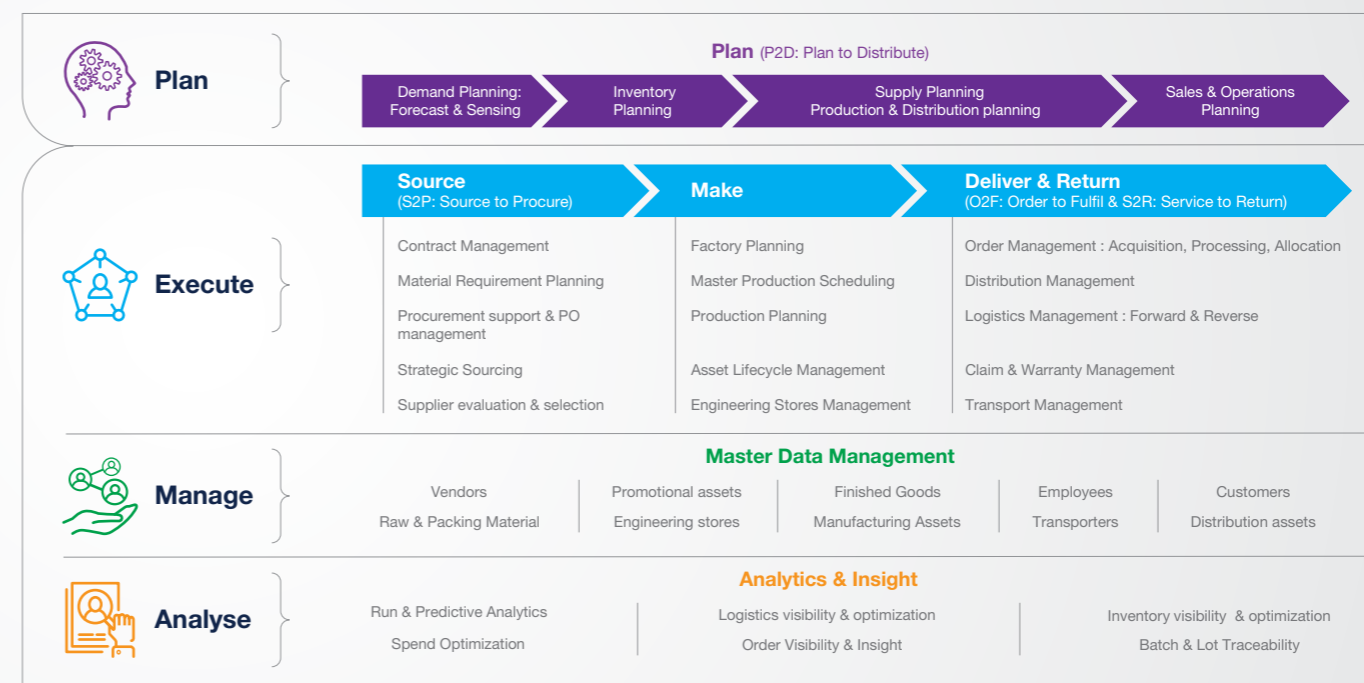 Plan
Plan (P2D: Plan to Distribute)
Demand Planning:
Forecast & Sensing
Inventory
Planning
Supply Planning
Production & Distribution planning
Sales & Operations
Planning
Execute
Source
(S2P: Source to Procure)
Contract Management
Material Requirement Planning
Procurement support & PO
management
Strategic Sourcing
Supplier evaluation & selection
Make
Factory Planning
Master Production Scheduling
Production Planning
Asset Lifecycle Management
Engineering Stores Management
Deliver & Return
(O2F: Order to Fulfil & S2R: Service to Return)
Order Management : Acquisition, Processing, Allocation
Distribution Management
Logistics Management : Forward & Reverse
Claim & Warranty Management
Transport Management
Manage
Master Data Management
Vendors
Raw & Packing Material
Promotional assets
Engineering stores
Finished Goods
Manufacturing Assets
Employees
Transporters
Customers
Distribution assets
Analyse
Analytics & Insight
Run & Predictive Analytics
Spend Optimization
Logistics visibility & optimization
Order Visibility & Insight
Inventory visibility & optimization
Batch & Lot Traceability